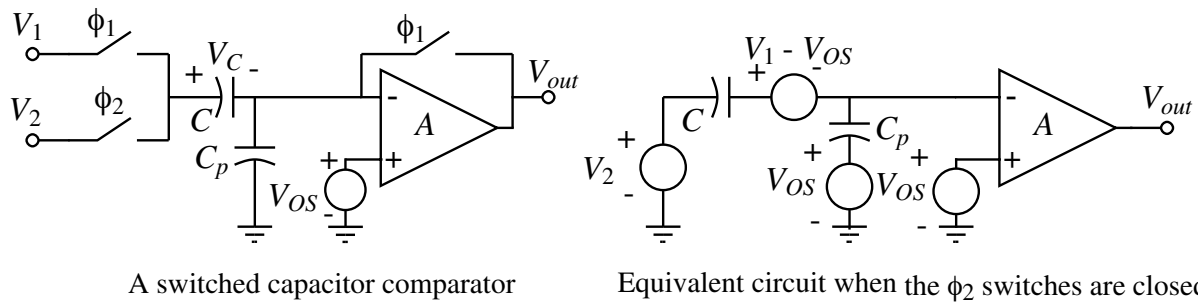 V1
ϕ1
V2
ϕ2
+
VC
-
C
Cp
ϕ1
-
A
+
+
VOS
-
Vout
A switched capacitor comparator
V1 - VOS
+
-
C
+
V2
-
Cp
+
VOS
-
+
VOS
-
-
A
+
Vout
Equivalent circuit when the ϕ2 switches are closed